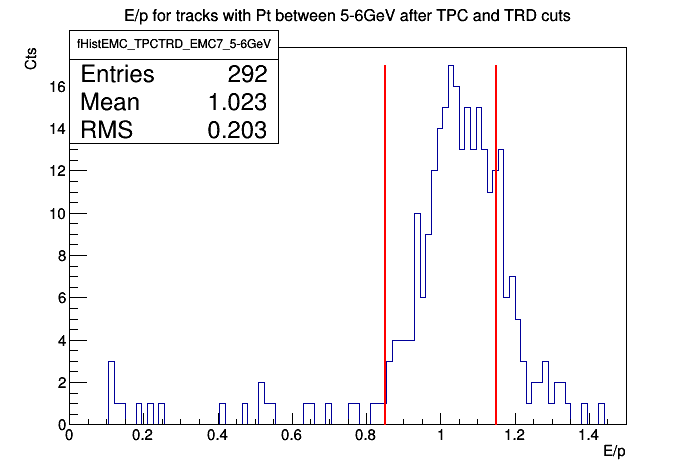 E/p for tracks with Pt between 5-6GeV after TPC and TRD cuts
fHistEMC_TPCTRD_EMC7_5-6GeV
Entries 292
Mean 1.023
RMS 0.203
Cts
16
14
12
10
8
6
4
2
0
0 0.2 0.4 0.6 0.8 1 1.2 1.4
E/p